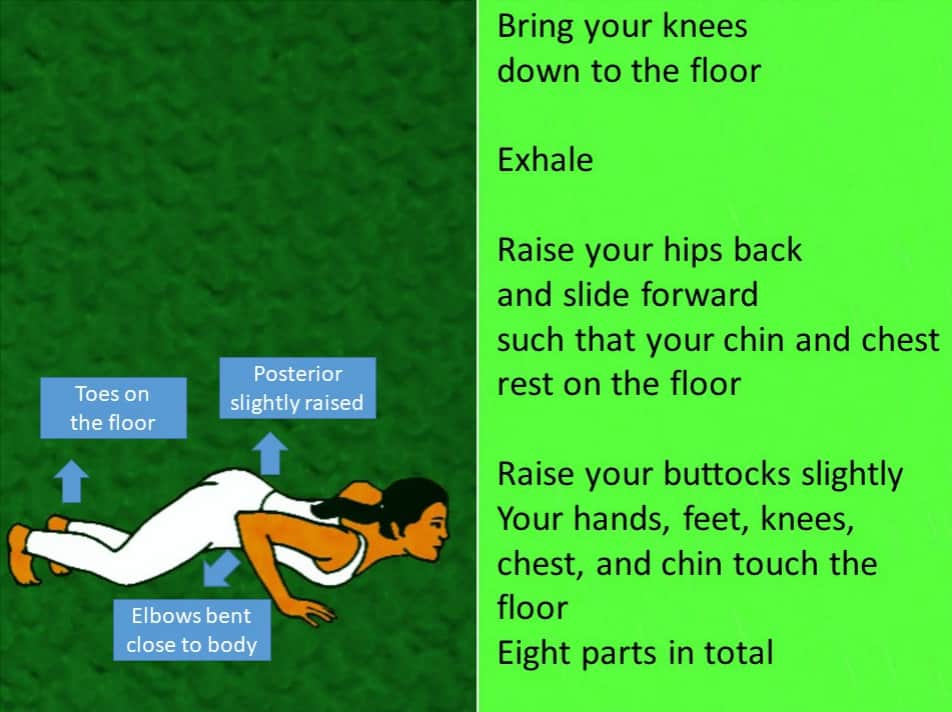 Toes on
the floor
Posterior
slightly raised
Elbows bent
close to body
Bring your knees
down to the floor
Exhale
Raise your hips back
and slide forward
such that your chin and chest
rest on the floor
Raise your buttocks slightly
Your hands, feet, knees,
chest, and chin touch the
floor
Eight parts in total